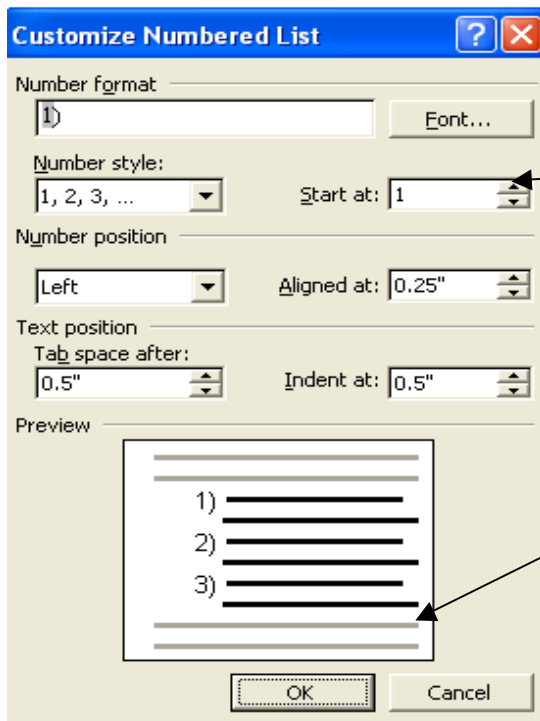 Customize Numbered List
Number format
1)
Font...
Number style:
1, 2, 3, ...
Start at: 1
Number position
Left
Aligned at: 0.25"
Text position
Tab space after:
0.5"
Indent at: 0.5"
Preview
1)
2)
3)
OK Cancel